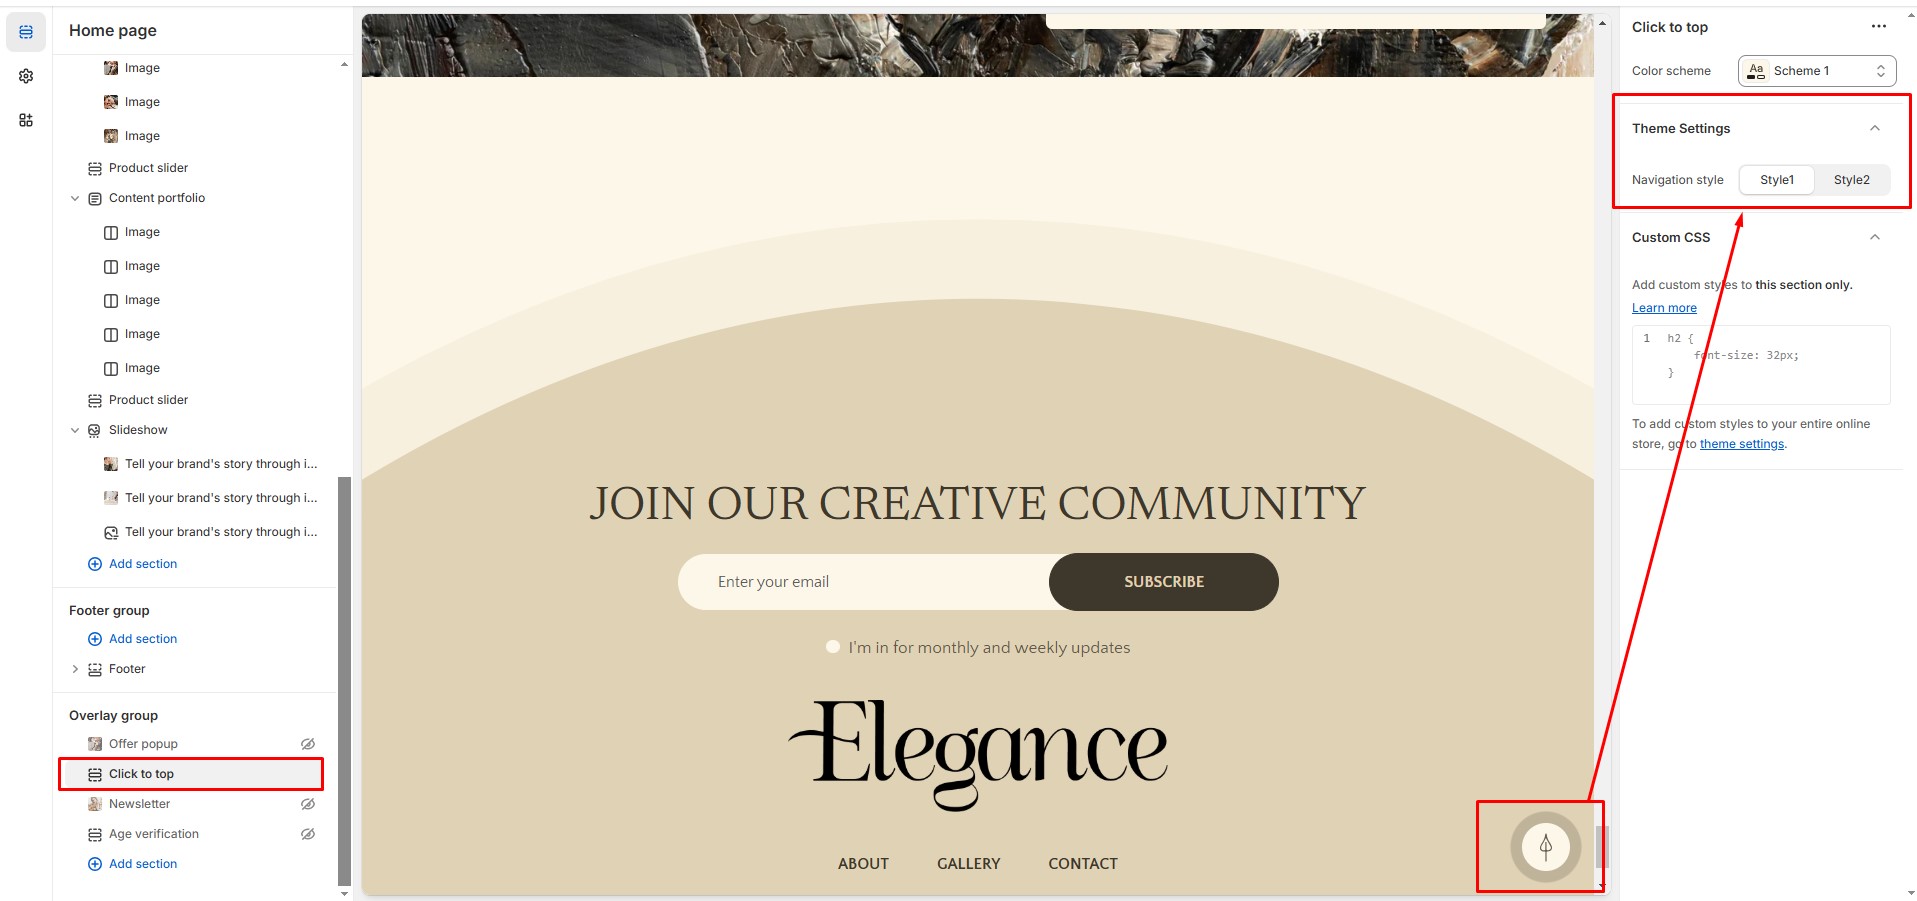 Home page
Image
Image
Image
Product slider
Content portfolio
Image
Image
Image
Image
Image
Product slider
Slideshow
Tell your brand's story through i...
Tell your brand's story through i...
Tell your brand's story through i...
Add section
Footer group
Add section
Footer
Overlay group
Offer popup
Click to top
Newsletter
Age verification
Add section
JOIN OUR CREATIVE COMMUNITY
Enter your email
SUBSCRIBE
I'm in for monthly and weekly updates
Elegance
ABOUT GALLERY CONTACT
Click to top
Color scheme Aa Scheme 1
Theme Settings
Navigation style Style1 Style2
Custom CSS
Add custom styles to this section only.
Learn more
1 h2 {
font-size: 32px;
}
To add custom styles to your entire online
store, go to theme settings.